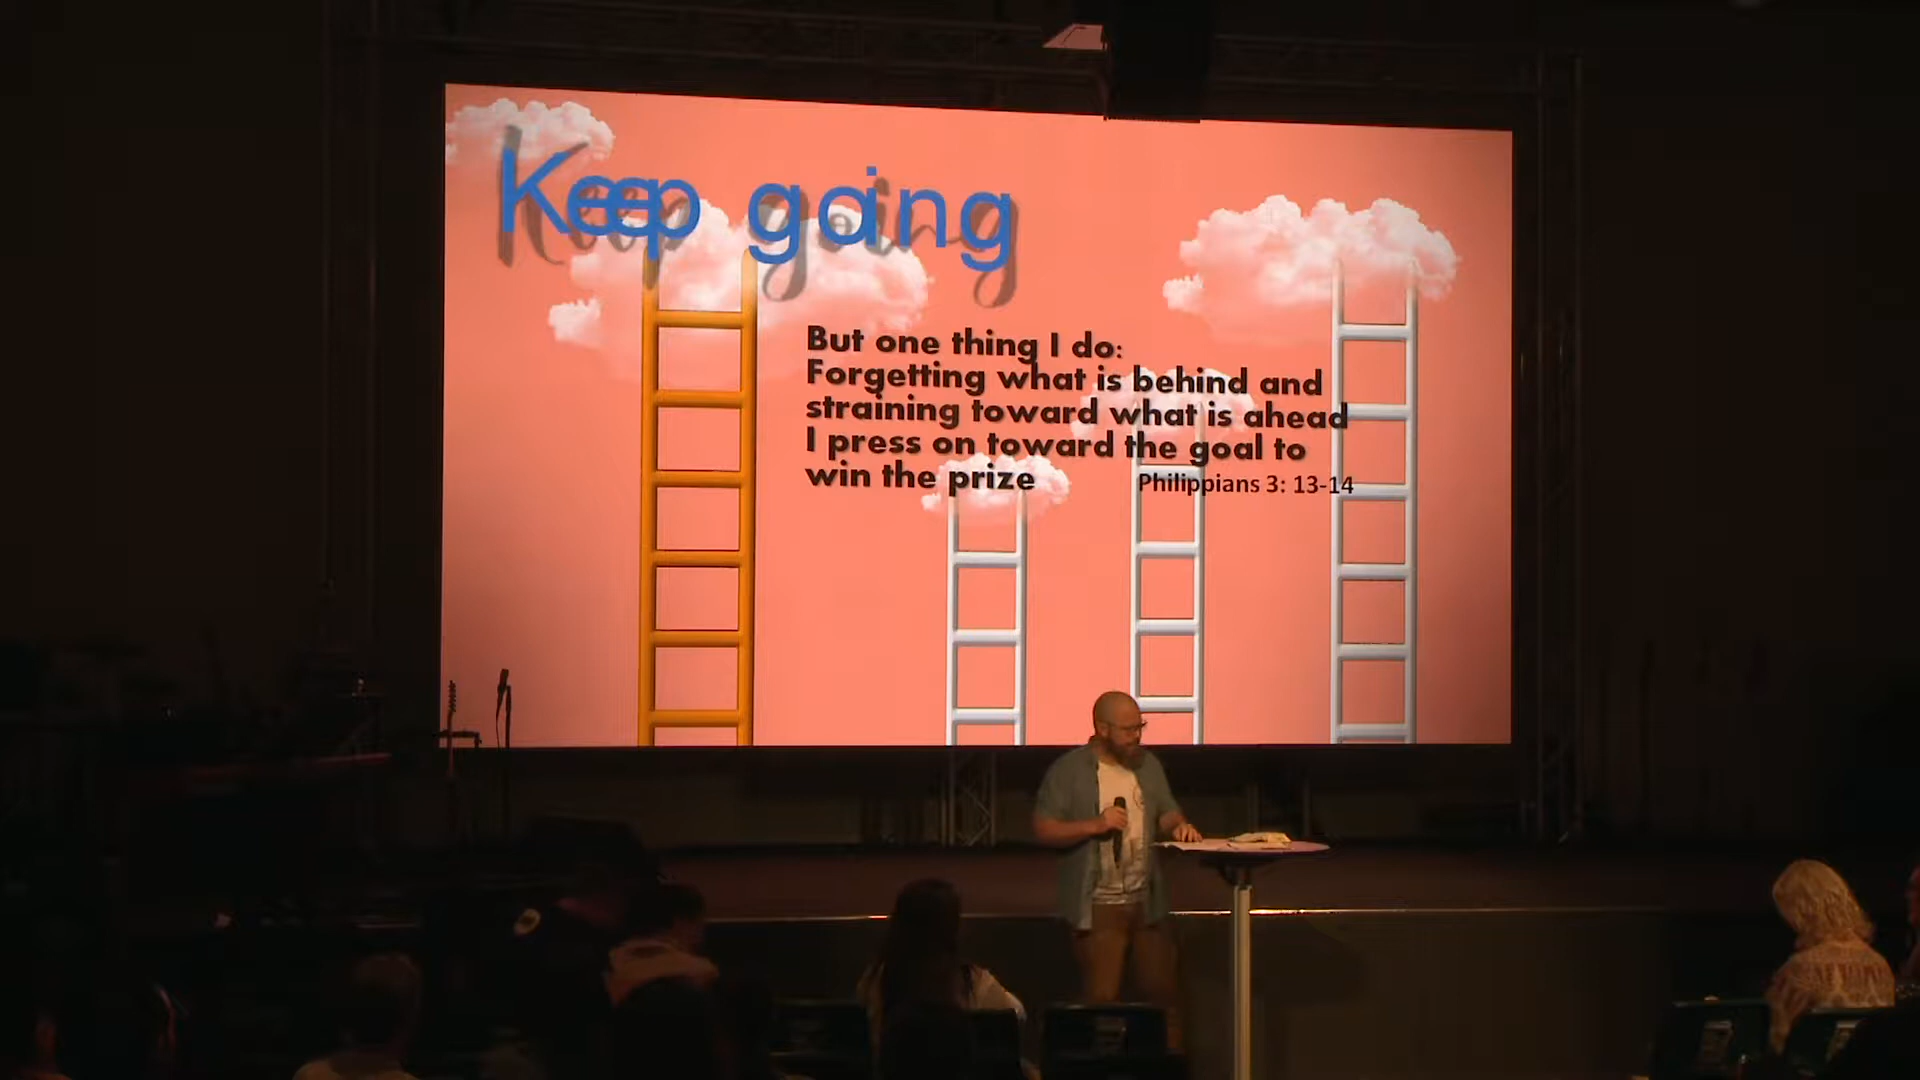 Keep going
But one thing I do:
Forgetting what is behind and
straining toward what is ahead
I press on toward the goal to
win the prize
Philippians 3: 13-14